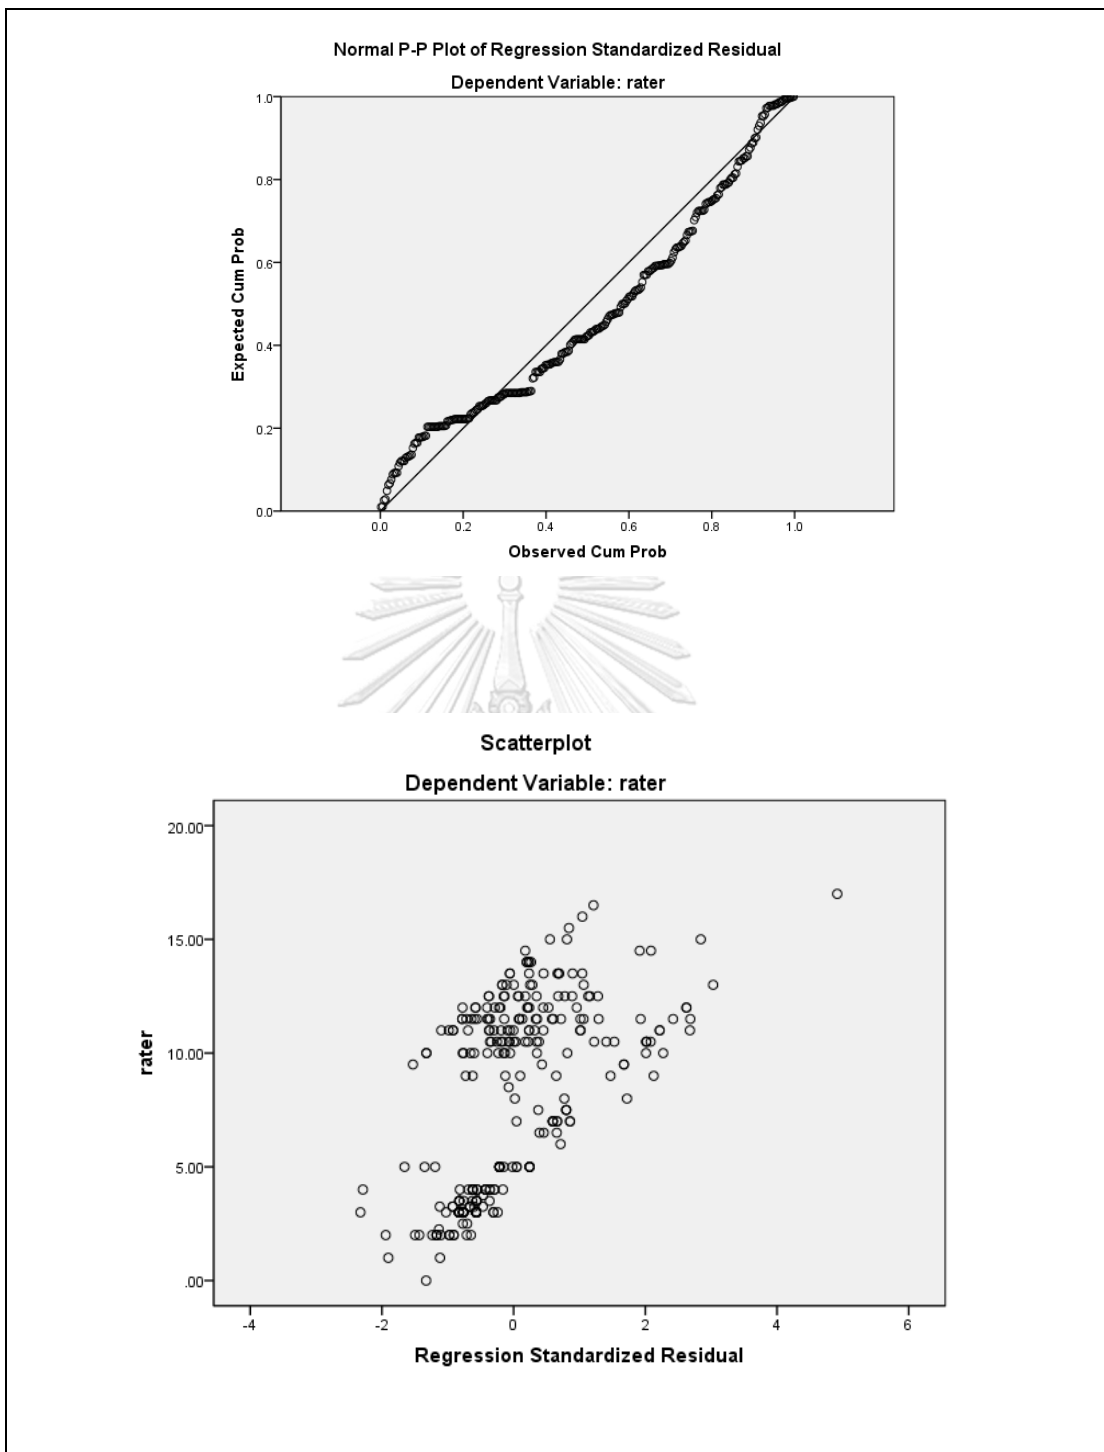 Normal P-P Plot of Regression Standardized Residual
Dependent Variable: rater
1.0
0.8
0.6
0.4
0.2
0.0
Expected Cum Prob
0.0 0.2 0.4 0.6 0.8 1.0
Observed Cum Prob
Scatterplot
Dependent Variable: rater
20.00
15.00
10.00
5.00
.00
rater
-4 -2 0 2 4 6
Regression Standardized Residual